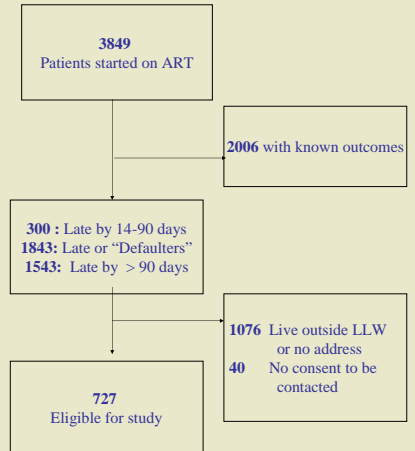 3849
Patients started on ART
2006 with known outcomes
300 : Late by 14-90 days
1843: Late or “Defaulters”
1543: Late by > 90 days
1076 Live outside LLW
or no address
40 No consent to be
contacted
727
Eligible for study